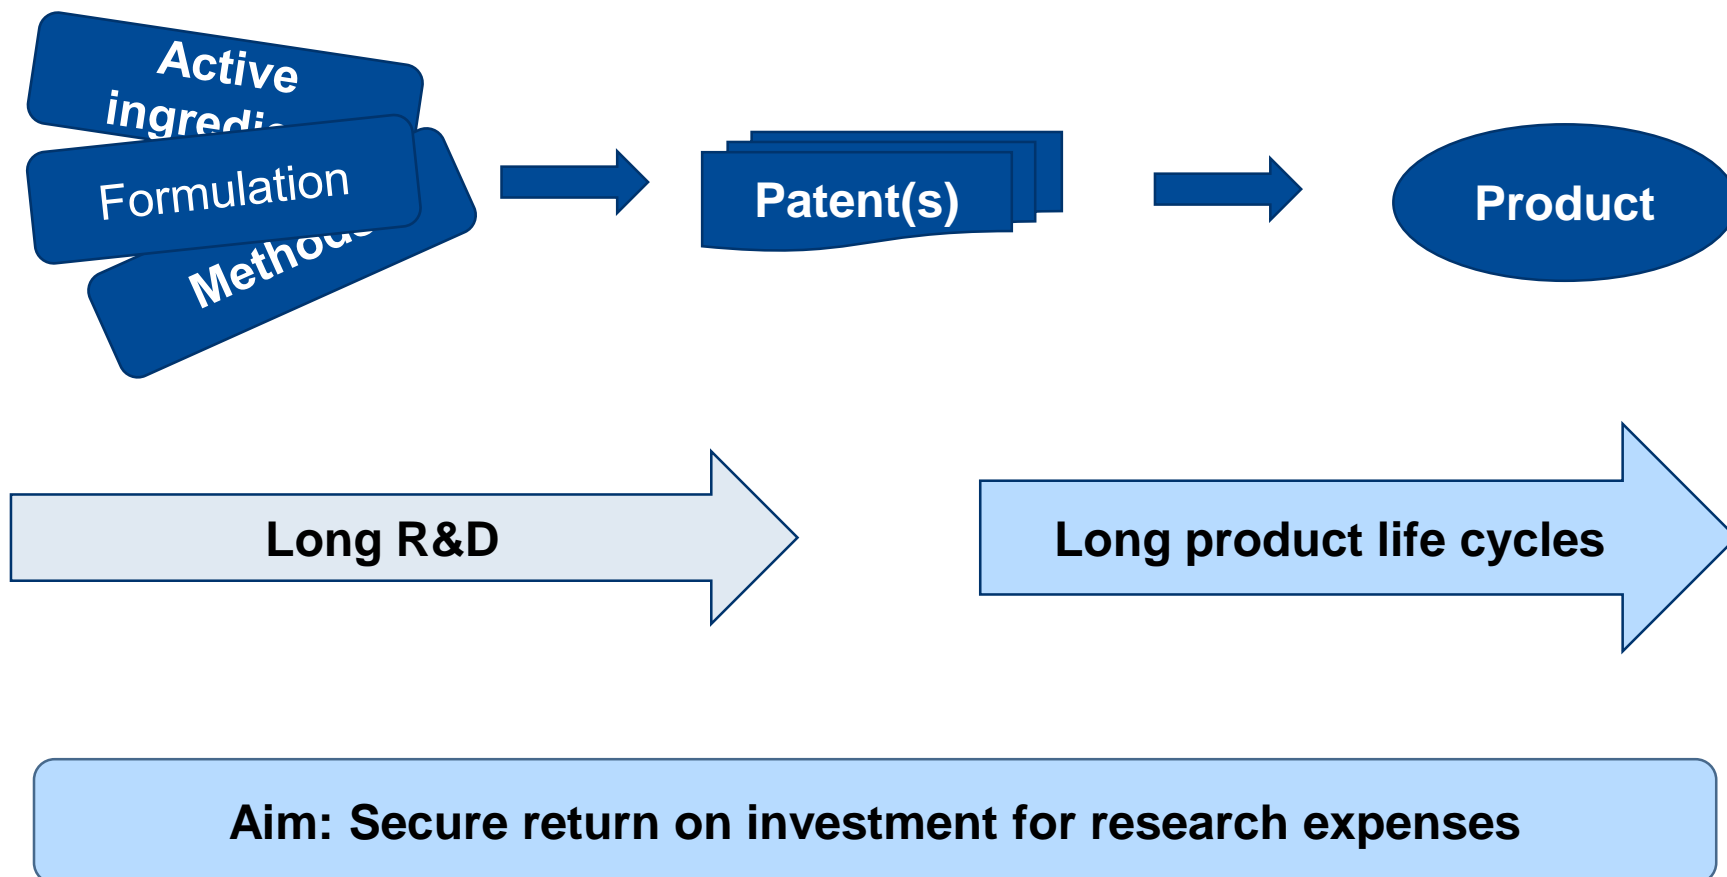 Active
Formulation
Patent(s)
Product
Long R&D
Long product life cycles
Aim: Secure return on investment for research expenses